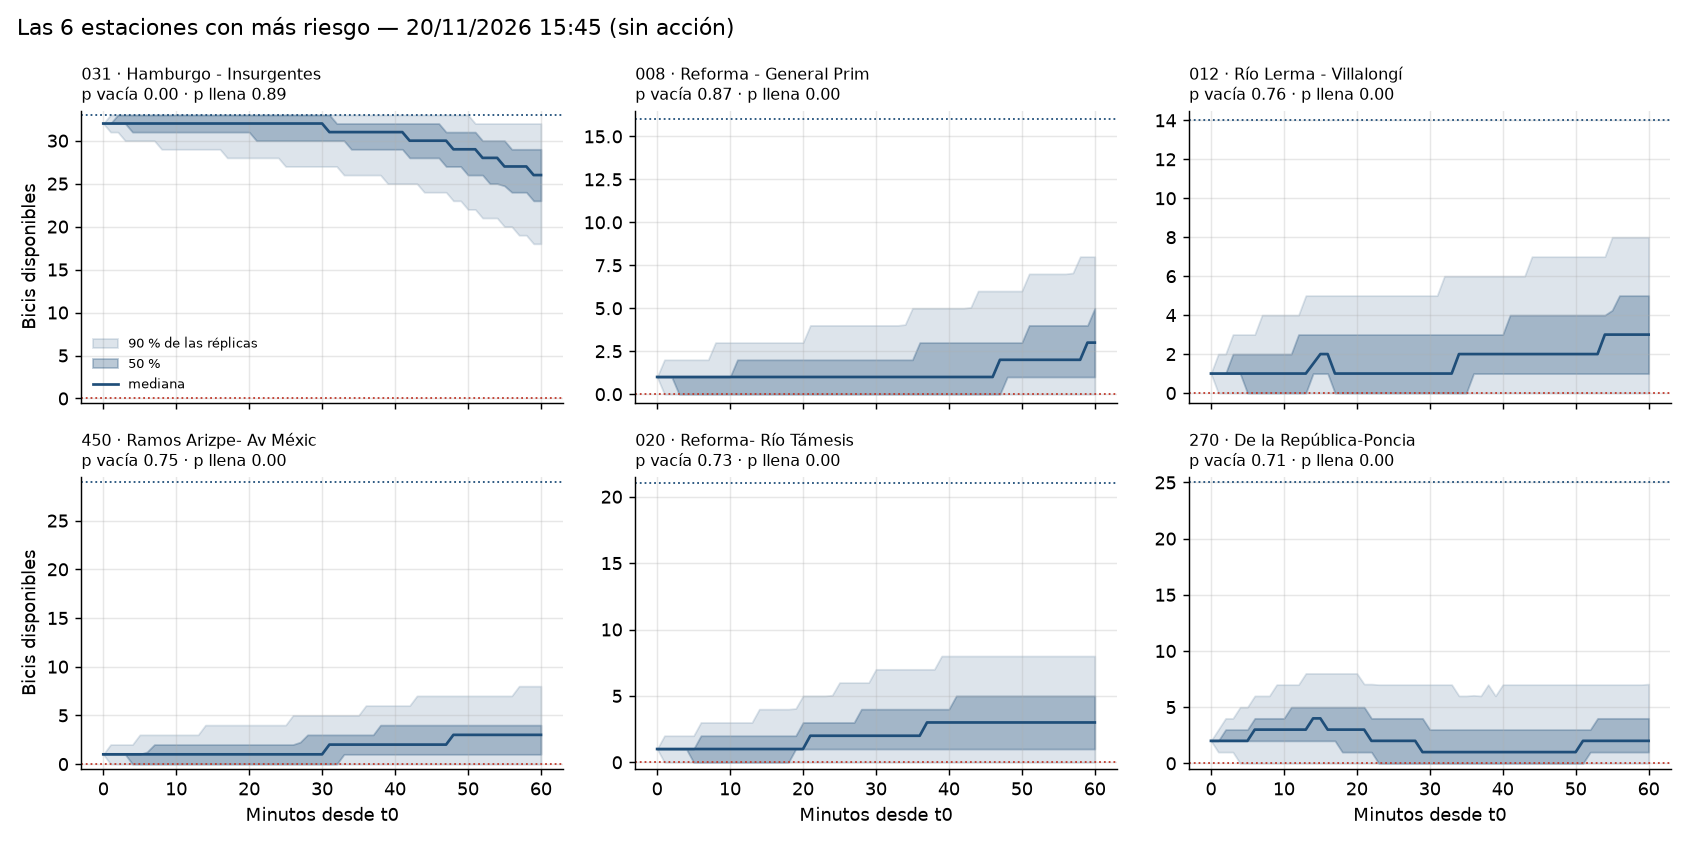 Las 6 estaciones con más riesgo — 20/11/2026 15:45 (sin acción)
031 · Hamburgo - Insurgentes
p vacía 0.00 · p llena 0.89
30
25
20
15
10
5
0
Bicis disponibles
90 % de las réplicas
50 %
mediana
008 · Reforma - General Prim
p vacía 0.87 · p llena 0.00
15.0
12.5
10.0
7.5
5.0
2.5
0.0
012 · Río Lerma - Villalongí
p vacía 0.76 · p llena 0.00
14
12
10
8
6
4
2
0
450 · Ramos Arizpe- Av Méxic
p vacía 0.75 · p llena 0.00
25
20
15
10
5
0
Bicis disponibles
0 10 20 30 40 50 60
Minutos desde t0
020 · Reforma- Río Támesis
p vacía 0.73 · p llena 0.00
20
15
10
5
0
0 10 20 30 40 50 60
Minutos desde t0
270 · De la República-Poncia
p vacía 0.71 · p llena 0.00
25
20
15
10
5
0
0 10 20 30 40 50 60
Minutos desde t0